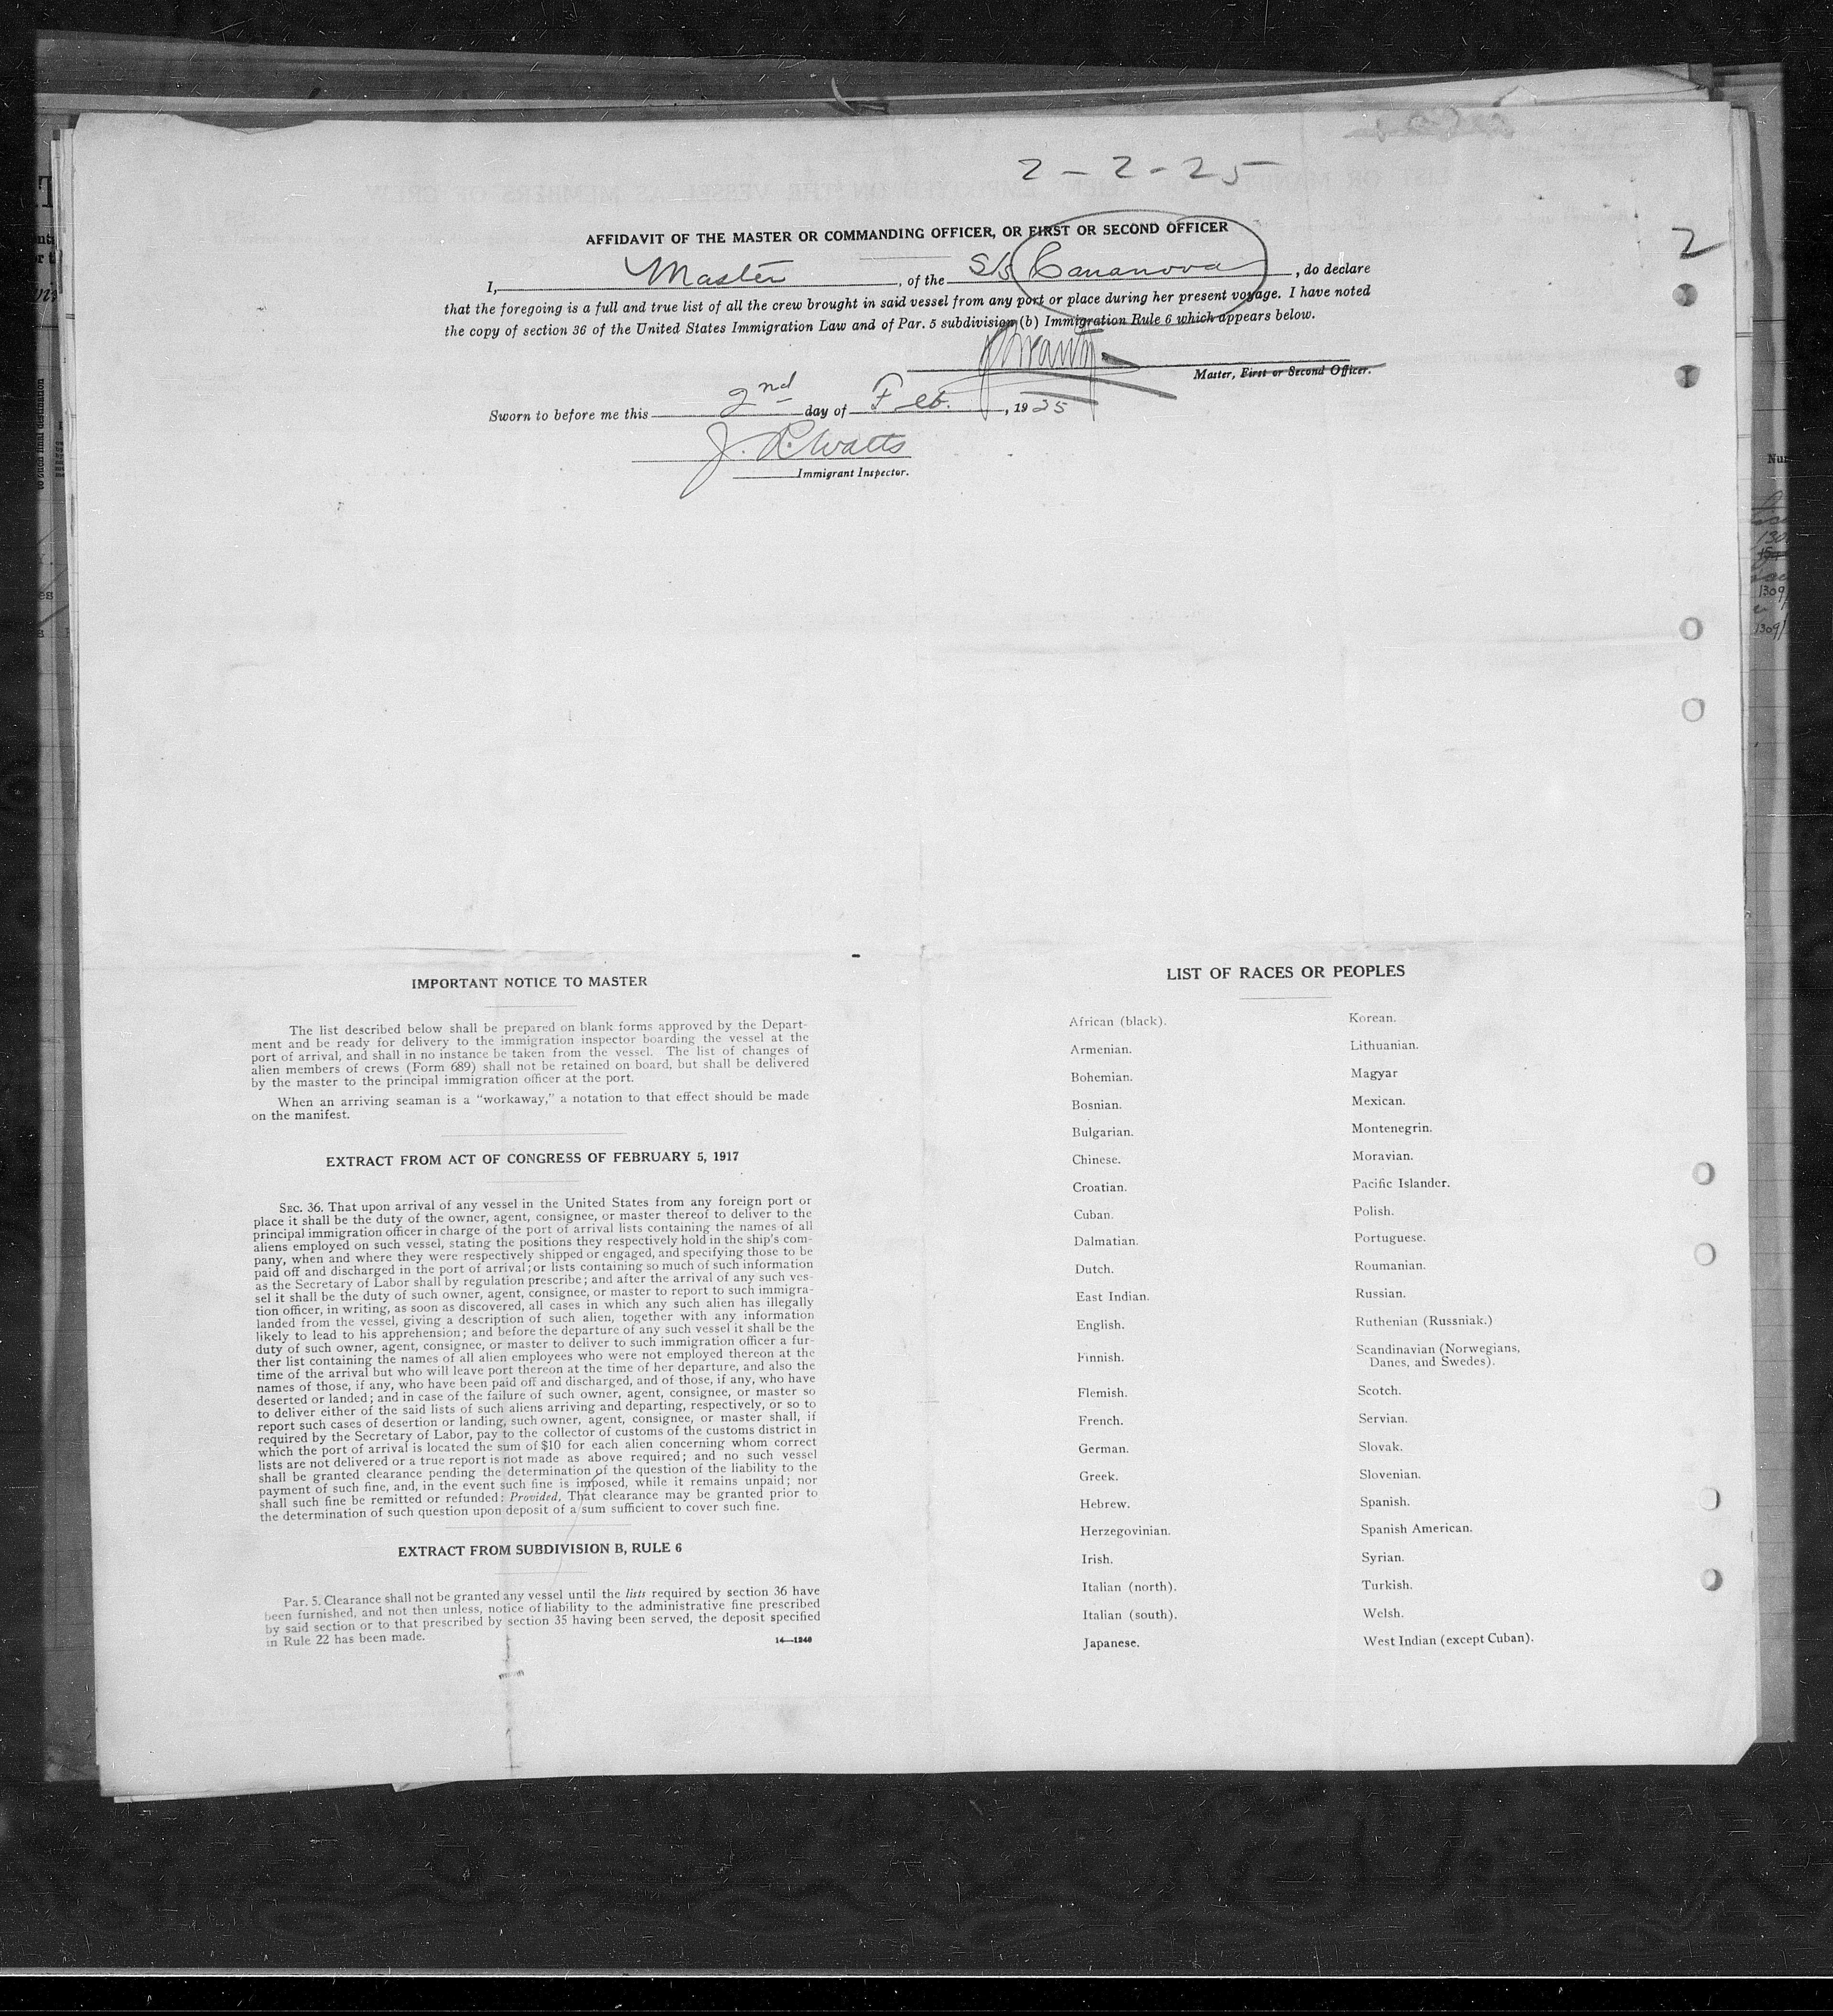 2 - 2 - 25
2
AFFIDAVIT OF THE MASTER OR COMMANDING OFFICER, OR FIRST OR SECOND OFFICER
I, Master, of the S/S Cananova, do declare
that the foregoing is a full and true list of all the crew brought in said vessel from any port or place during her present voyage. I have noted
the copy of section 36 of the United States Immigration Law and of Par. 5 subdivision (b) Immigration Rule 6 which appears below.
Master, First or Second Officer.
Sworn to before me this 2nd day of Feb., 1925
J. R. Watts
Immigrant Inspector.
IMPORTANT NOTICE TO MASTER
The list described below shall be prepared on blank forms approved by the Depart-
ment and be ready for delivery to the immigration inspector boarding the vessel at the
port of arrival, and shall in no instance be taken from the vessel. The list of changes of
alien members of crews (Form 689) shall not be retained on board, but shall be delivered
by the master to the principal immigration officer at the port.
When an arriving seaman is a "workaway," a notation to that effect should be made
on the manifest.
EXTRACT FROM ACT OF CONGRESS OF FEBRUARY 5, 1917
SEC. 36. That upon arrival of any vessel in the United States from any foreign port or
place it shall be the duty of the owner, agent, consignee, or master thereof to deliver to the
principal immigration officer in charge of the port of arrival lists containing the names of all
aliens employed on such vessel, stating the positions they respectively hold in the ship's com-
pany, when and where they were respectively shipped or engaged, and specifying those to be
paid off and discharged in the port of arrival; or lists containing so much of such information
as the Secretary of Labor shall by regulation prescribe; and after the arrival of any such ves-
sel it shall be the duty of such owner, agent, consignee, or master to report to such immigra-
tion officer, in writing, as soon as discovered, all cases in which any such alien has illegally
landed from the vessel, giving a description of such alien, together with any information
likely to lead to his apprehension; and before the departure of any such vessel it shall be the
duty of such owner, agent, consignee, or master to deliver to such immigration officer a fur-
ther list containing the names of all alien employees who were not employed thereon at the
time of the arrival but who will leave port thereon at the time of her departure, and also the
names of those, if any, who have been paid off and discharged, and of those, if any, who have
deserted or landed; and in case of the failure of such owner, agent, consignee, or master so
to deliver either of the said lists of such aliens arriving and departing, respectively, or so to
report such cases of desertion or landing, such owner, agent, consignee, or master shall, if
required by the Secretary of Labor, pay to the collector of customs of the customs district in
which the port of arrival is located the sum of $10 for each alien concerning whom correct
lists are not delivered or a true report is not made as above required; and no such vessel
shall be granted clearance pending the determination of the question of the liability to the
payment of such fine, and, in the event such fine is imposed, while it remains unpaid; nor
shall such fine be remitted or refunded: Provided, That clearance may be granted prior to
the determination of such question upon deposit of a sum sufficient to cover such fine.
EXTRACT FROM SUBDIVISION B, RULE 6
Par. 5. Clearance shall not be granted any vessel until the lists required by section 36 have
been furnished, and not then unless, notice of liability to the administrative fine prescribed
by said section or to that prescribed by section 35 having been served, the deposit specified
in Rule 22 has been made.
14—1240
LIST OF RACES OR PEOPLES
African (black).
Armenian.
Bohemian.
Bosnian.
Bulgarian.
Chinese.
Croatian.
Cuban.
Dalmatian.
Dutch.
East Indian.
English.
Finnish.
Flemish.
French.
German.
Greek.
Hebrew.
Herzegovinian.
Irish.
Italian (north).
Italian (south).
Japanese.
Korean.
Lithuanian.
Magyar
Mexican.
Montenegrin.
Moravian.
Pacific Islander.
Polish.
Portuguese.
Roumanian.
Russian.
Ruthenian (Russniak.)
Scandinavian (Norwegians,
Danes, and Swedes).
Scotch.
Servian.
Slovak.
Slovenian.
Spanish.
Spanish American.
Syrian.
Turkish.
Welsh.
West Indian (except Cuban).